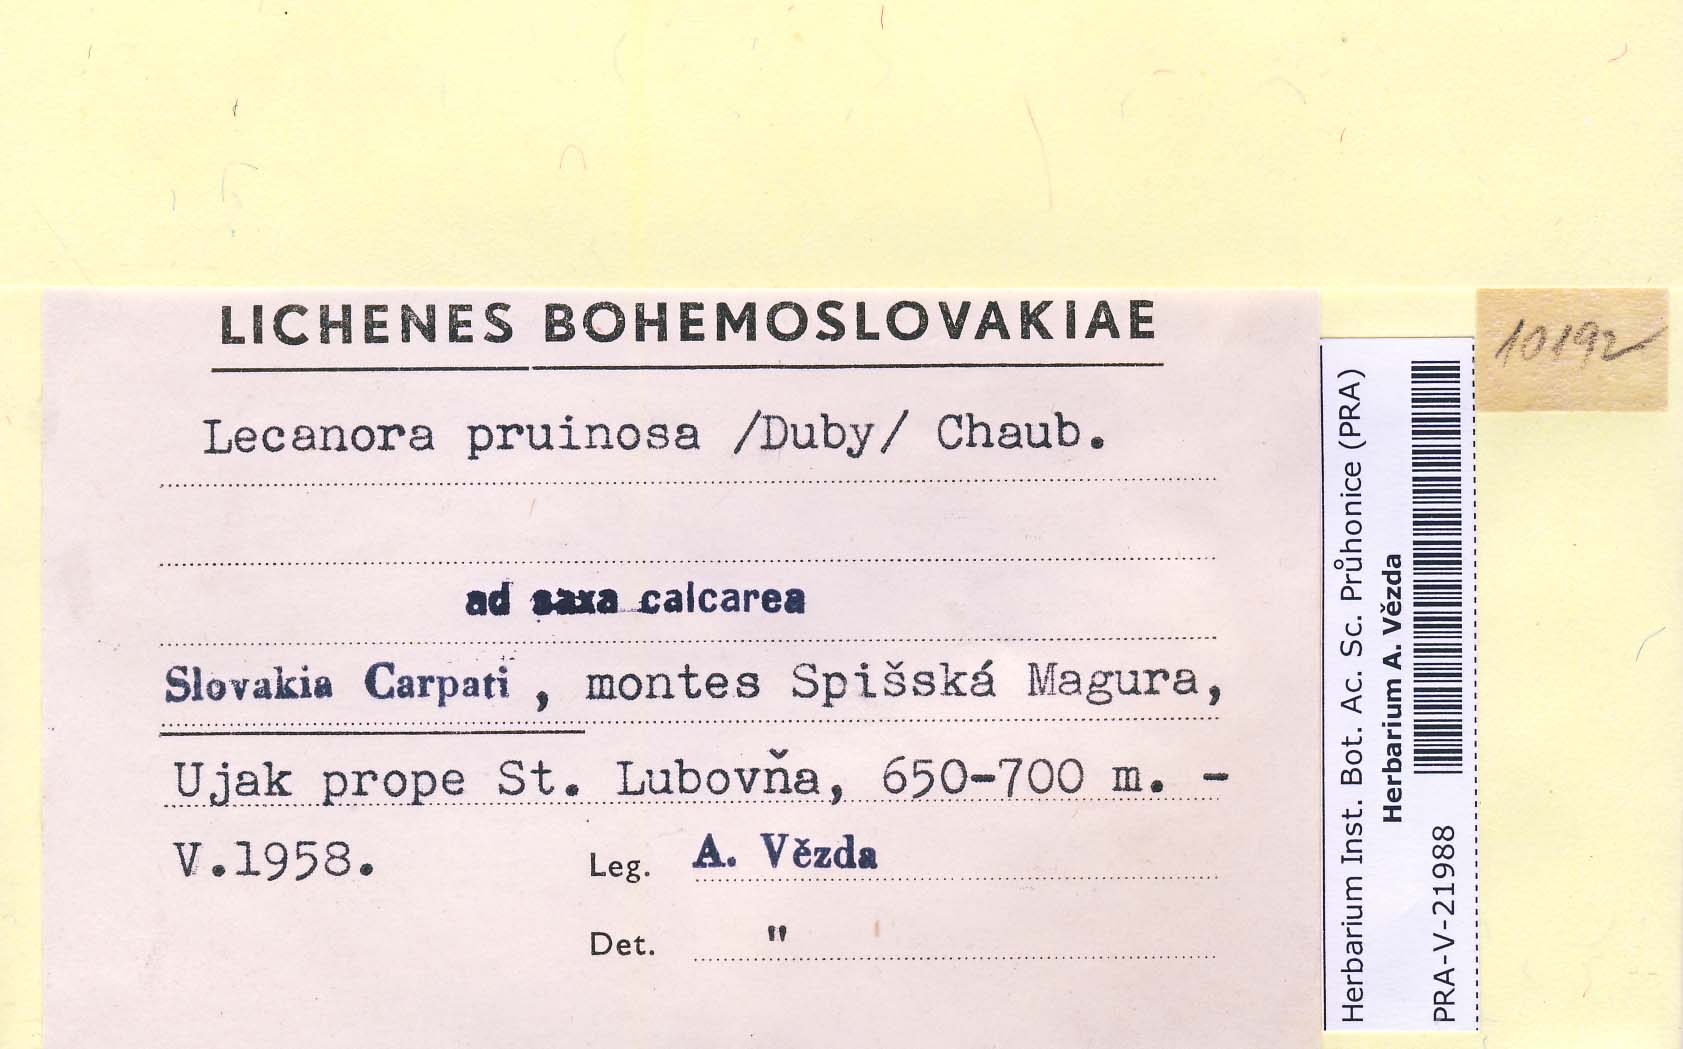 LICHENES BOHEMOSLOVAKIAE
Lecanora pruinosa /Duby/ Chaub.
ad saxa calcarea
Slovakia Carpati, montes Spišská Magura,
Ujak prope St. Lubovňa, 650-700 m. -
V.1958.
Leg. A. Vězda
Det. "
Herbarium Inst. Bot. Ac. Sc. Průhonice (PRA)
Herbarium A. Vězda
PRA-V-21988
10192